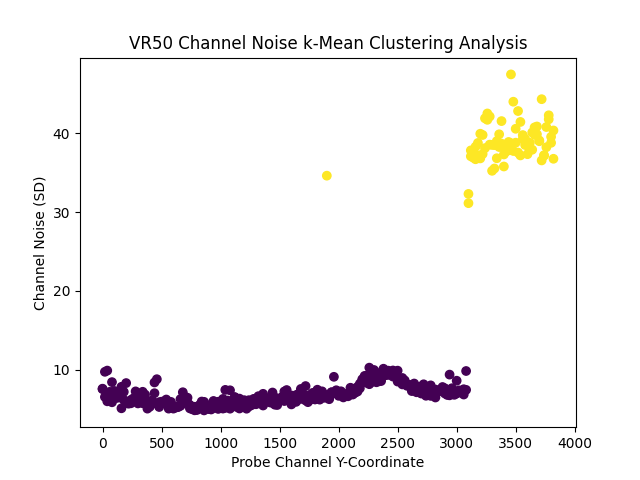 VR50 Channel Noise k-Mean Clustering Analysis
Channel Noise (SD)
40
30
20
10
0 500 1000 1500 2000 2500 3000 3500 4000
Probe Channel Y-Coordinate